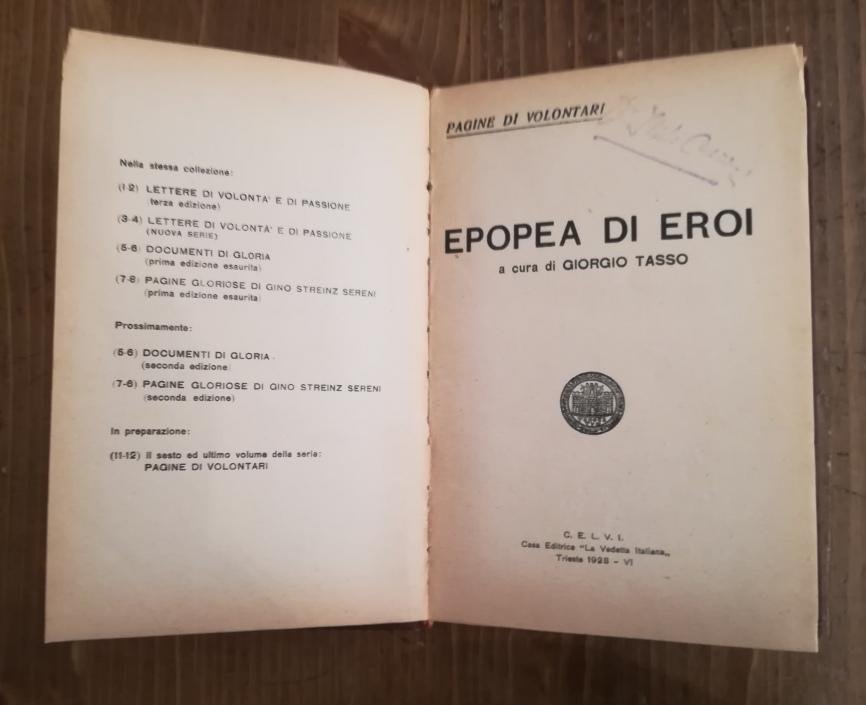 Nella stessa collezione:
(1-2) LETTERE DI VOLONTA' E DI PASSIONE
(terza edizione)
(3-4) LETTERE DI VOLONTA' E DI PASSIONE
(NUOVA SERIE)
(5-6) DOCUMENTI DI GLORIA
(prima edizione esaurita)
(7-8) PAGINE GLORIOSE DI GINO STREINZ SERENI
(prima edizione esaurita)
Prossimamente:
(5-6) DOCUMENTI DI GLORIA.
(seconda edizione)
(7-6) PAGINE GLORIOSE DI GINO STREINZ SERENI
(seconda edizione)
In preparazione:
(11-12) Il sesto ed ultimo volume della seria:
PAGINE DI VOLONTARI
PAGINE DI VOLONTARI
EPOPEA DI EROI
a cura di GIORGIO TASSO
C. E. L. V. I.
Casa Editrice "La Vedetta Italiana„
Trieste 1928 - VI